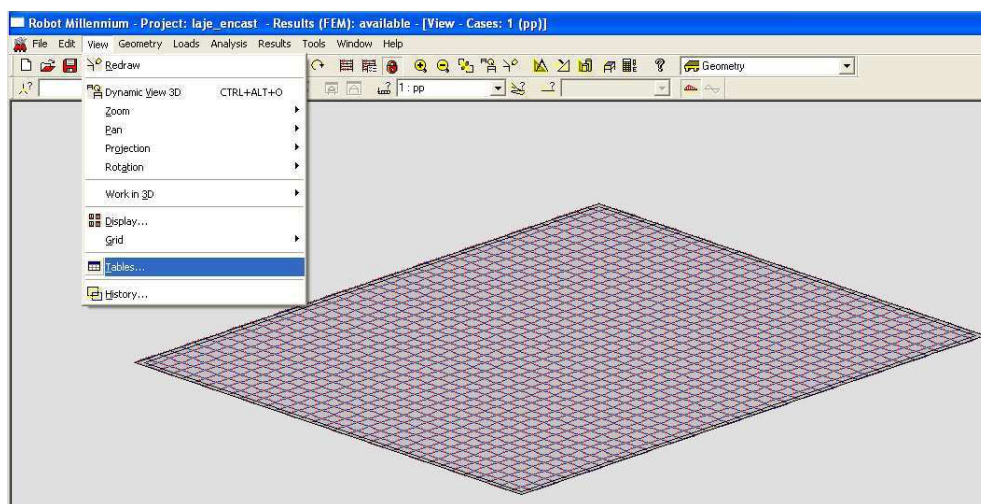 Robot Millennium - Project: laje_encast - Results (FEM): available - [View - Cases: 1 (pp)]
File Edit View Geometry Loads Analysis Results Tools Window Help
Redraw
Geometry
1 : pp
Dynamic View 3D CTRL+ALT+O
Zoom
Pan
Projection
Rotation
Work in 3D
Display...
Grid
Tables...
History...